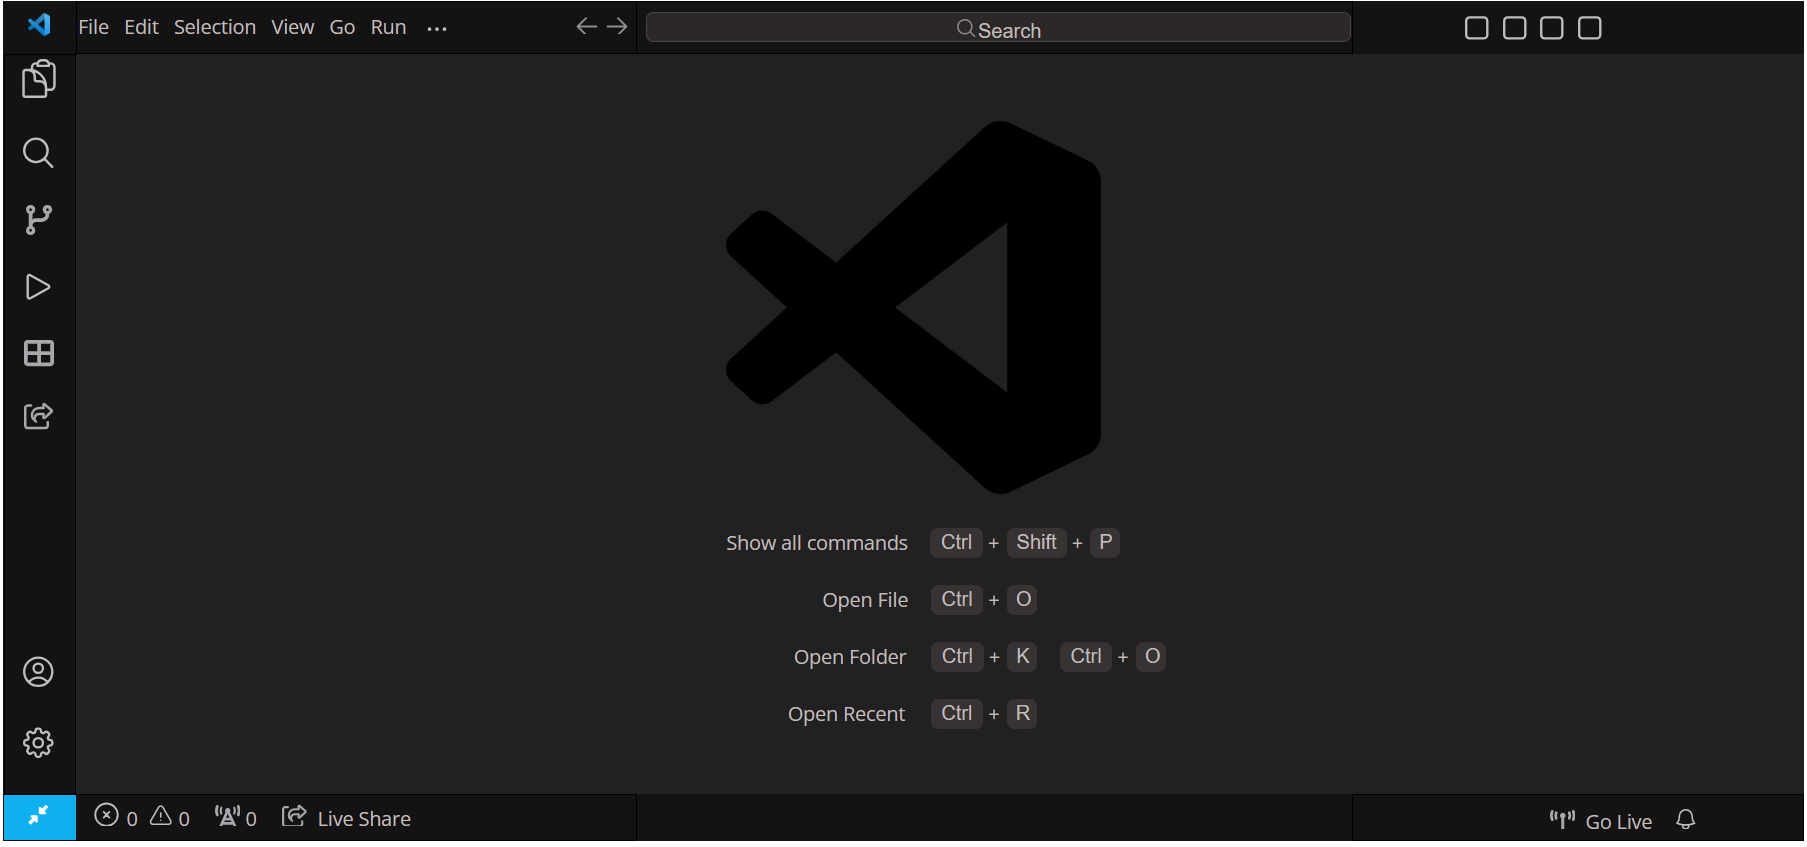 File Edit Selection View Go Run ... Search
Show all commands Ctrl + Shift + P
Open File Ctrl + O
Open Folder Ctrl + K Ctrl + O
Open Recent Ctrl + R
0 0 0 Live Share Go Live